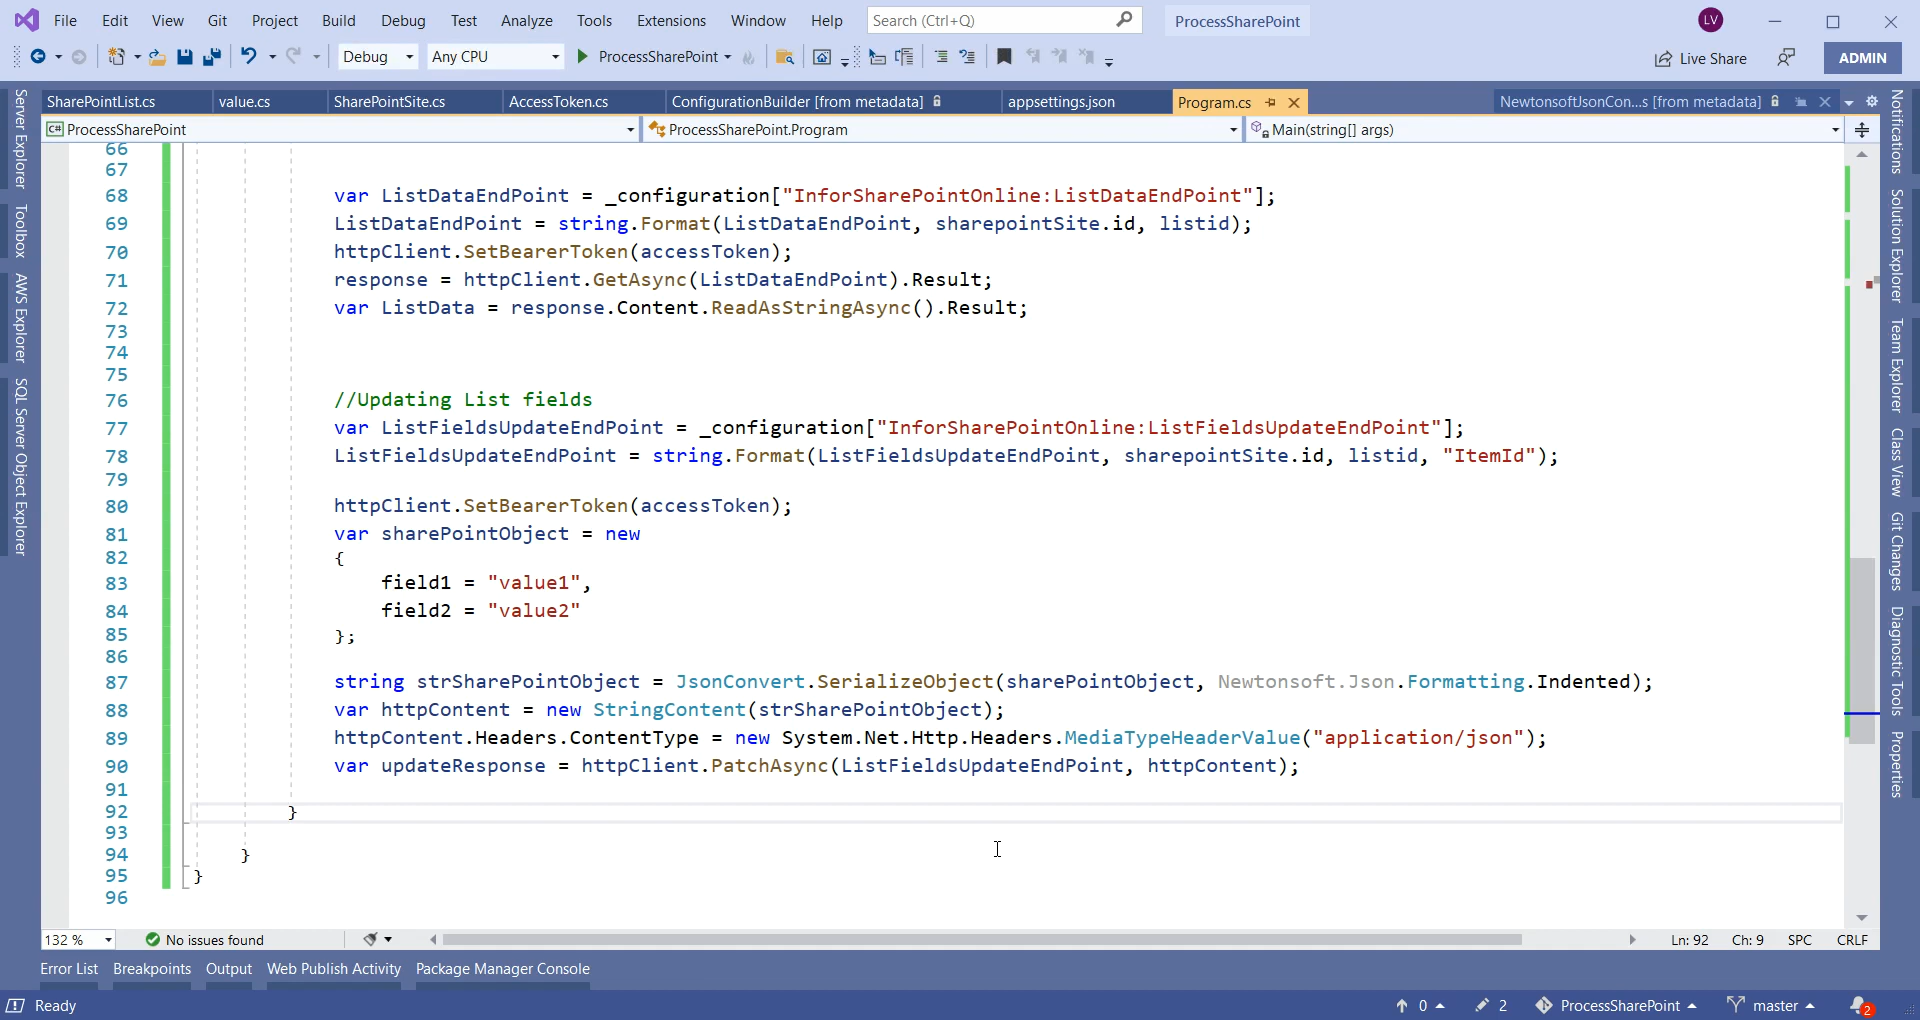 File Edit View Git Project Build Debug Test Analyze Tools Extensions Window Help Search (Ctrl+Q) ProcessSharePoint LV
Debug Any CPU ProcessSharePoint Live Share ADMIN
SharePointList.cs value.cs SharePointSite.cs AccessToken.cs ConfigurationBuilder [from metadata] appsettings.json Program.cs NewtonsoftJsonCon...s [from metadata]
C# ProcessSharePoint ProcessSharePoint.Program Main(string[] args)
66
67
68 var ListDataEndPoint = _configuration["InforSharePointOnline:ListDataEndPoint"];
69 ListDataEndPoint = string.Format(ListDataEndPoint, sharepointSite.id, listid);
70 httpClient.SetBearerToken(accessToken);
71 response = httpClient.GetAsync(ListDataEndPoint).Result;
72 var ListData = response.Content.ReadAsStringAsync().Result;
73
74
75
76 //Updating List fields
77 var ListFieldsUpdateEndPoint = _configuration["InforSharePointOnline:ListFieldsUpdateEndPoint"];
78 ListFieldsUpdateEndPoint = string.Format(ListFieldsUpdateEndPoint, sharepointSite.id, listid, "ItemId");
79
80 httpClient.SetBearerToken(accessToken);
81 var sharePointObject = new
82 {
83 field1 = "value1",
84 field2 = "value2"
85 };
86
87 string strSharePointObject = JsonConvert.SerializeObject(sharePointObject, Newtonsoft.Json.Formatting.Indented);
88 var httpContent = new StringContent(strSharePointObject);
89 httpContent.Headers.ContentType = new System.Net.Http.Headers.MediaTypeHeaderValue("application/json");
90 var updateResponse = httpClient.PatchAsync(ListFieldsUpdateEndPoint, httpContent);
91
92 }
93
94 }
95 }
96
Server Explorer
Toolbox
AWS Explorer
SQL Server Object Explorer
Notifications
Solution Explorer
Team Explorer
Class View
Git Changes
Diagnostic Tools
Properties
132 % No issues found Ln: 92 Ch: 9 SPC CRLF
Error List Breakpoints Output Web Publish Activity Package Manager Console
Ready 0 2 ProcessSharePoint master 2